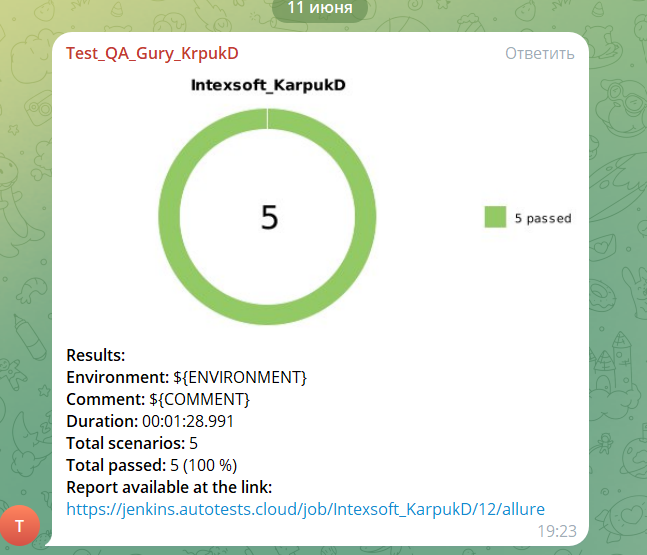 11 июня
Test_QA_Gury_KrpukD
Ответить
Intexsoft_KarpukD
5
5 passed
Results:
Environment: ${ENVIRONMENT}
Comment: ${COMMENT}
Duration: 00:01:28.991
Total scenarios: 5
Total passed: 5 (100 %)
Report available at the link:
https://jenkins.autotests.cloud/job/Intexsoft_KarpukD/12/allure
T
19:23